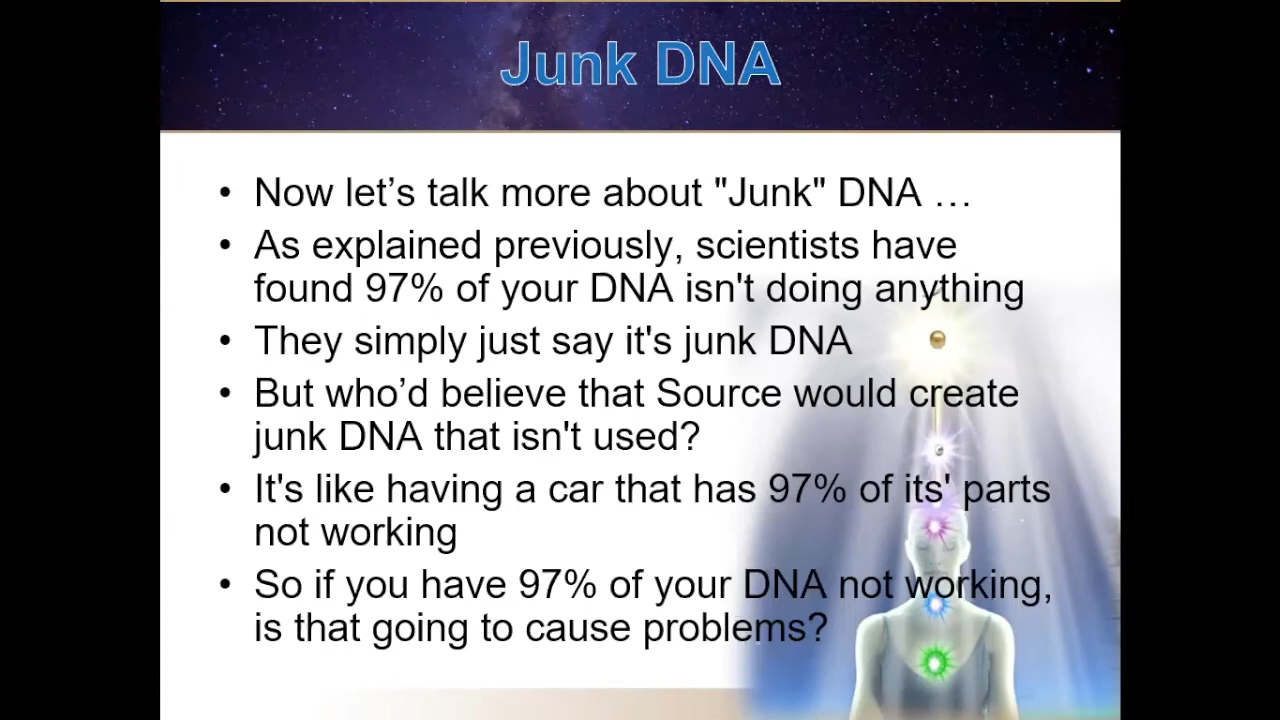 Junk DNA
• Now let’s talk more about "Junk" DNA …
• As explained previously, scientists have
found 97% of your DNA isn't doing anything
• They simply just say it's junk DNA
• But who’d believe that Source would create
junk DNA that isn't used?
• It's like having a car that has 97% of its' parts
not working
• So if you have 97% of your DNA not working,
is that going to cause problems?